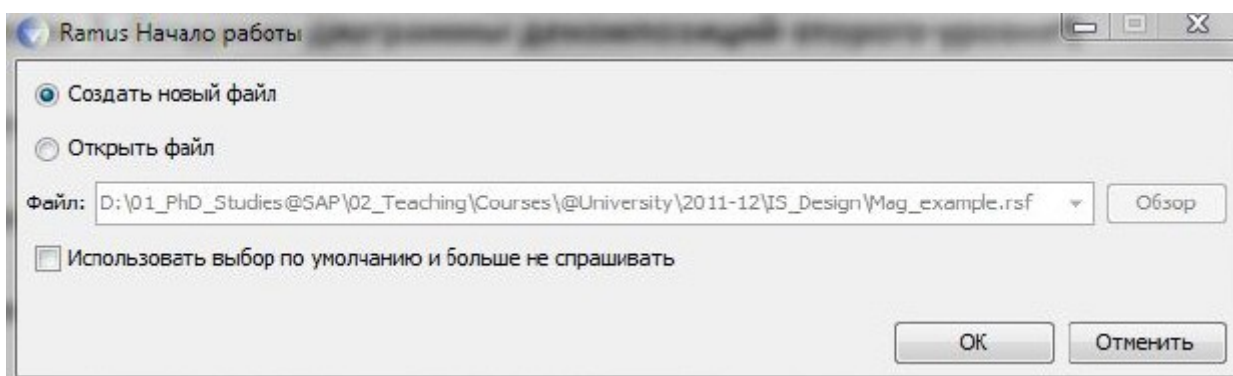 Ramus Начало работы
Создать новый файл
Открыть файл
Файл: D:\01_PhD_Studies@SAP\02_Teaching\Courses\@University\2011-12\IS_Design\Mag_example.rsf Обзор
Использовать выбор по умолчанию и больше не спрашивать
ОК Отменить